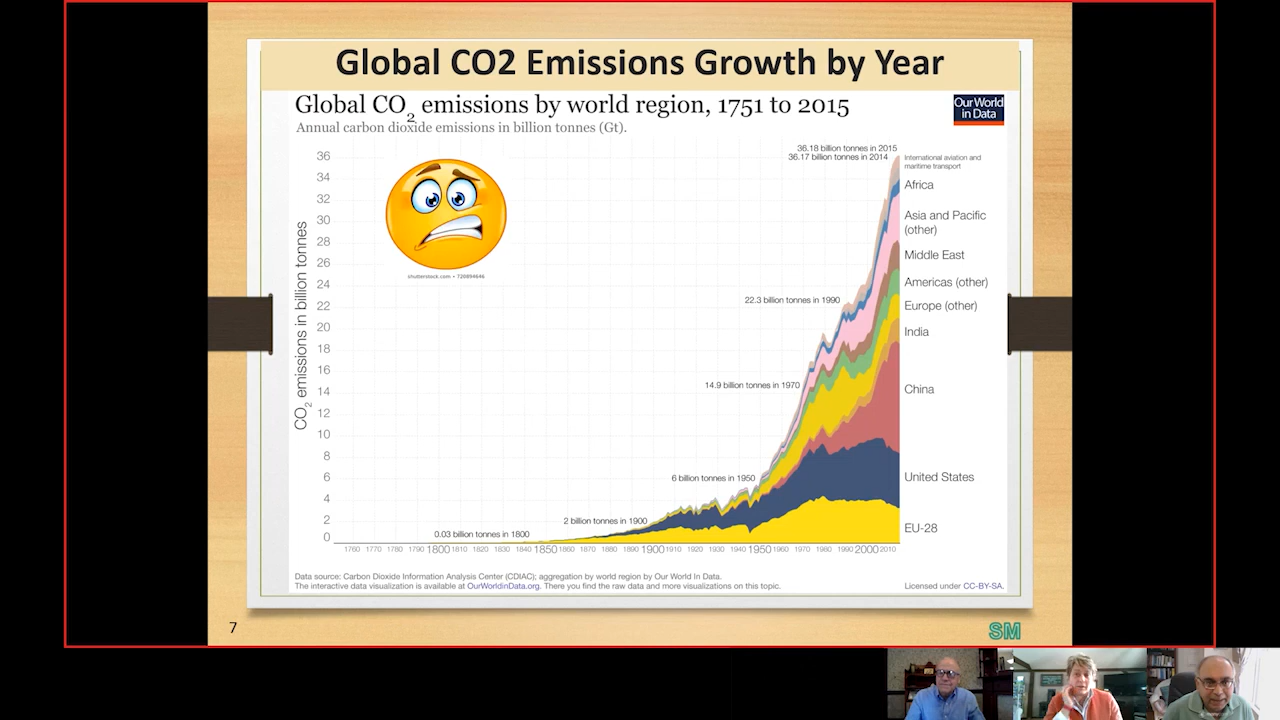 Global CO2 Emissions Growth by Year
Global CO2 emissions by world region, 1751 to 2015
Annual carbon dioxide emissions in billion tonnes (Gt).
Our World
in Data
CO2 emissions in billion tonnes
36
34
32
30
28
26
24
22
20
18
16
14
12
10
8
6
4
2
0
shutterstock.com • 720894646
36.18 billion tonnes in 2015
36.17 billion tonnes in 2014
22.3 billion tonnes in 1990
14.9 billion tonnes in 1970
6 billion tonnes in 1950
2 billion tonnes in 1900
0.03 billion tonnes in 1800
International aviation and
maritime transport
Africa
Asia and Pacific
(other)
Middle East
Americas (other)
Europe (other)
India
China
United States
EU-28
1760 1770 1780 1790 1800 1810 1820 1830 1840 1850 1860 1870 1880 1890 1900 1910 1920 1930 1940 1950 1960 1970 1980 1990 2000 2010
Data source: Carbon Dioxide Information Analysis Center (CDIAC); aggregation by world region by Our World In Data.
The interactive data visualization is available at OurWorldinData.org. There you find the raw data and more visualizations on this topic.
Licensed under CC-BY-SA.
7
SM